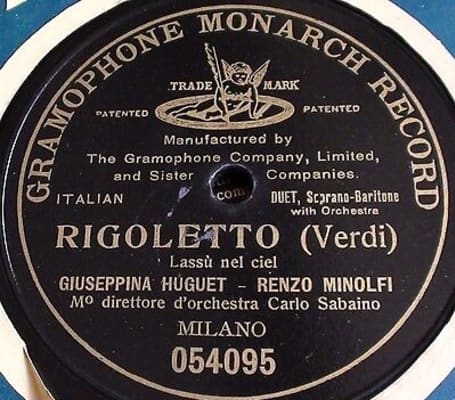 GRAMOPHONE MONARCH RECORD
TRADE MARK
PATENTED PATENTED
Manufactured by
The Gramophone Company, Limited,
and Sister Companies.
com
ITALIAN
DUET, Soprano-Baritone
with Orchestra
RIGOLETTO (Verdi)
Lassù nel ciel
GIUSEPPINA HUGUET - RENZO MINOLFI
Mº direttore d'orchestra Carlo Sabaino
MILANO
054095